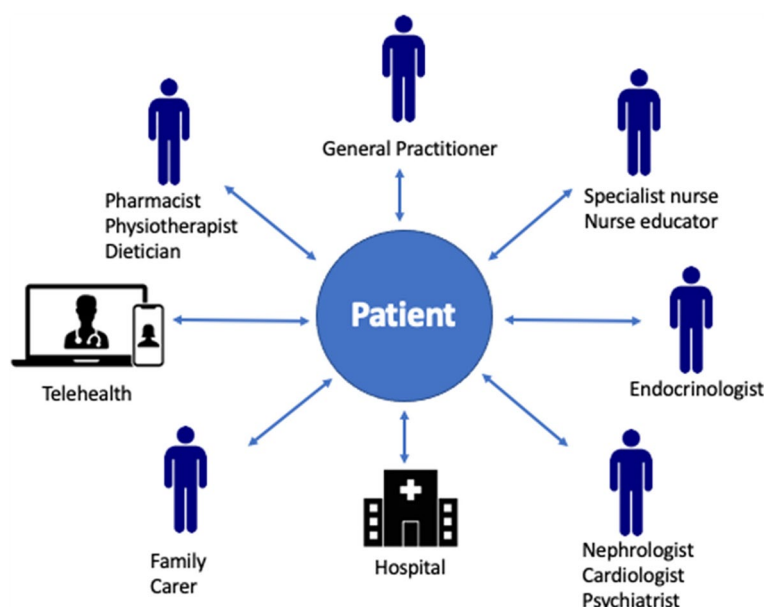 General Practitioner
Pharmacist
Physiotherapist
Dietician
Specialist nurse
Nurse educator
Patient
Telehealth
Endocrinologist
Family
Carer
Hospital
Nephrologist
Cardiologist
Psychiatrist